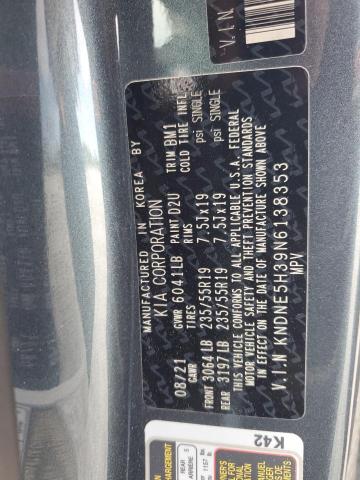 MANUFACTURED IN KOREA BY
KIA CORPORATION
08/21 GVWR 6041LB PAINT D2U TRIM BM1
GAWR TIRES RIMS COLD TIRE INFL
FRONT 3064LB 235/55R19 7.5Jx19 psi SINGLE
REAR 3197LB 235/55R19 7.5Jx19 psi SINGLE
THIS VEHICLE CONFORMS TO ALL APPLICABLE U.S.A. FEDERAL
MOTOR VEHICLE SAFETY AND THEFT PREVENTION STANDARDS
IN EFFECT ON THE DATE OF MANUFACTURE SHOWN ABOVE
V.I.N KNDNE5H39N6138353
MPV
V.I.N
K42
REAR
5